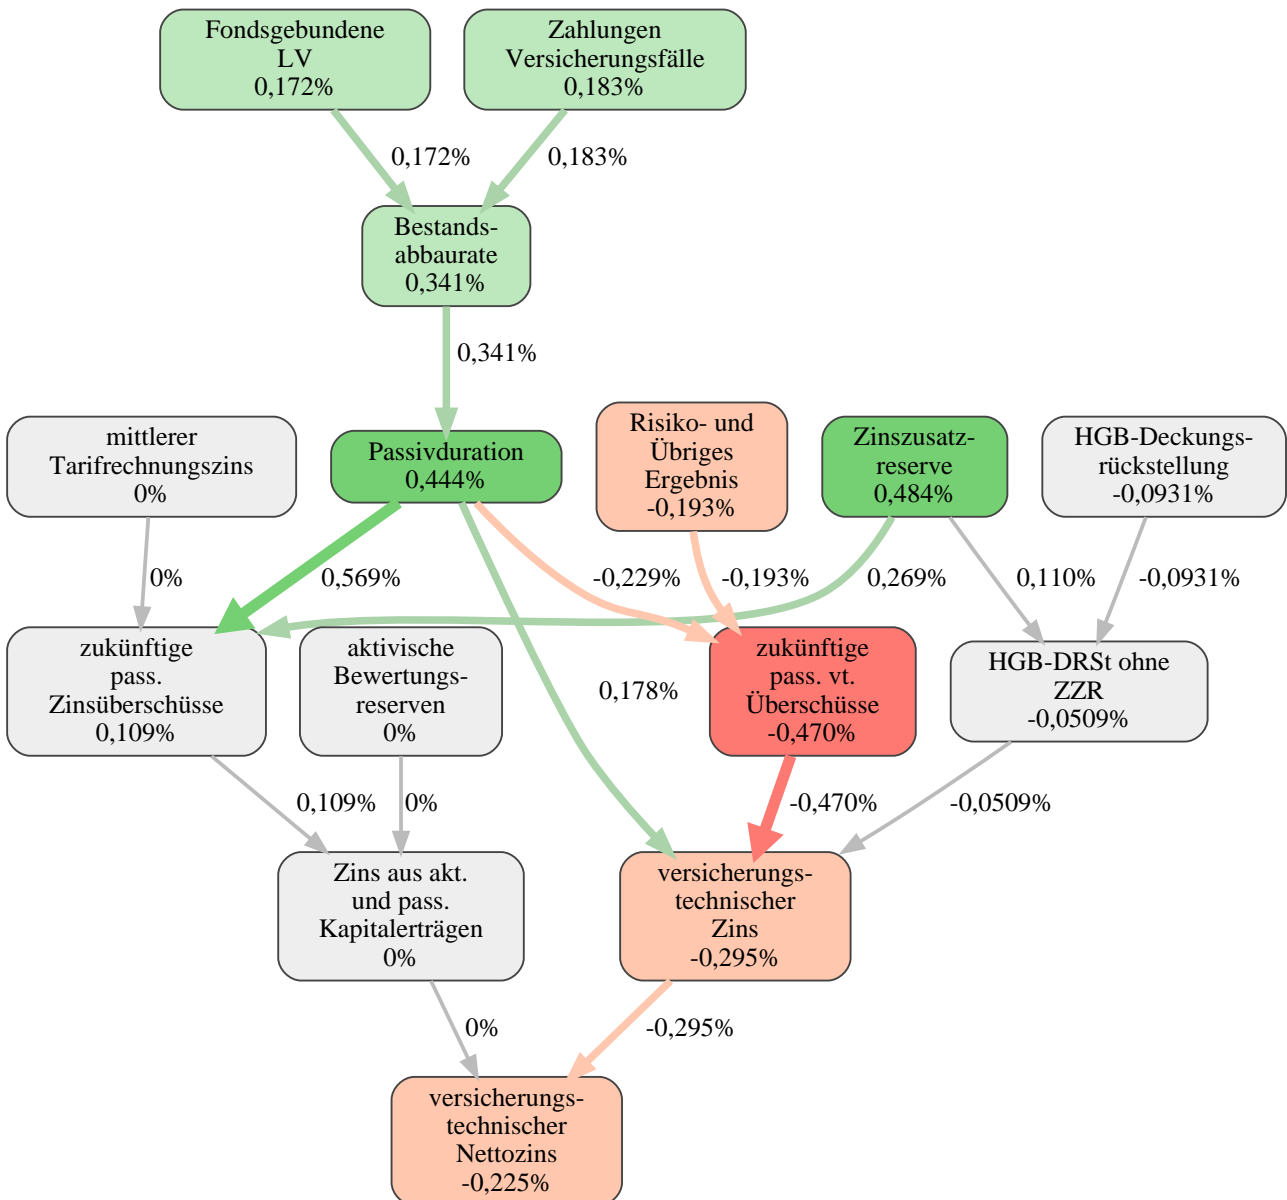 Fondsgebundene
LV
0,172%
Zahlungen
Versicherungsfälle
0,183%
0,172%
0,183%
Bestands-
abbaurate
0,341%
0,341%
mittlerer
Tarifrechnungszins
0%
Passivduration
0,444%
Risiko- und
Übriges
Ergebnis
-0,193%
Zinszusatz-
reserve
0,484%
HGB-Deckungs-
rückstellung
-0,0931%
0%
0,569%
-0,229%
-0,193%
0,269%
0,110%
-0,0931%
zukünftige
pass.
Zinsüberschüsse
0,109%
aktivische
Bewertungs-
reserven
0%
0,178%
zukünftige
pass. vt.
Überschüsse
-0,470%
HGB-DRSt ohne
ZZR
-0,0509%
0,109%
0%
-0,470%
-0,0509%
Zins aus akt.
und pass.
Kapitalerträgen
0%
versicherungs-
technischer
Zins
-0,295%
0%
-0,295%
versicherungs-
technischer
Nettozins
-0,225%